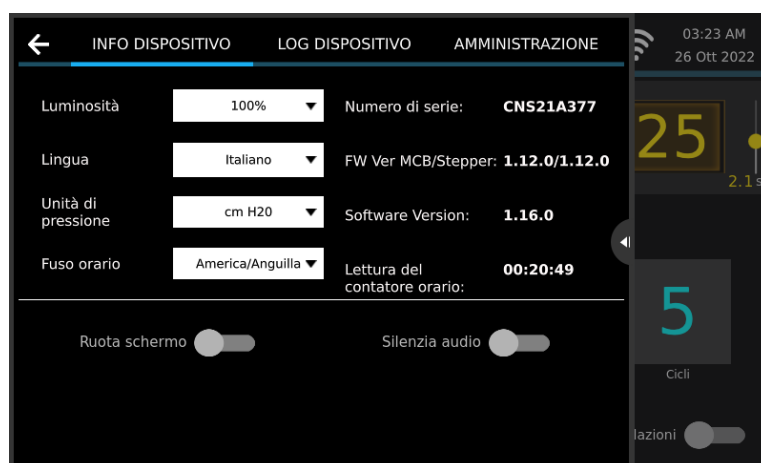 INFO DISPOSITIVO
LOG DISPOSITIVO
AMMINISTRAZIONE
03:23 AM
26 Ott 2022
Luminosità
100%
Numero di serie:
CNS21A377
Lingua
Italiano
FW Ver MCB/Stepper:
1.12.0/1.12.0
Unità di
pressione
cm H20
Software Version:
1.16.0
Fuso orario
America/Anguilla
Lettura del
contatore orario:
00:20:49
Ruota schermo
Silenzia audio
25
2.1 s
5
Cicli
lazioni